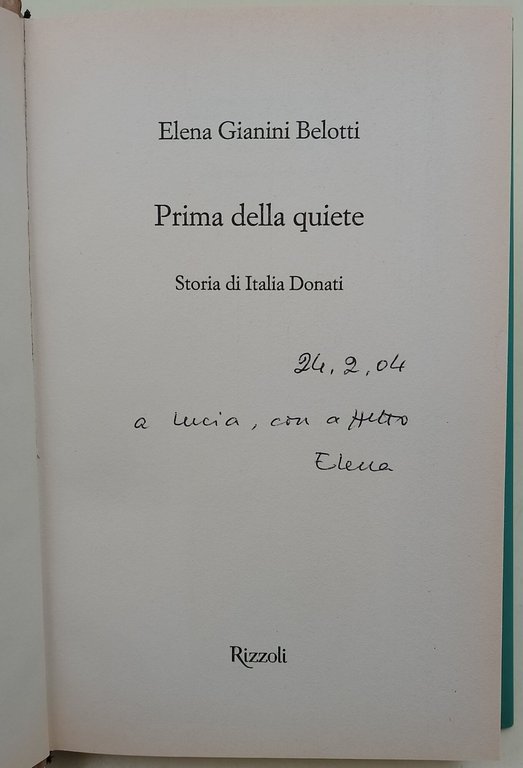 Elena Gianini Belotti
Prima della quiete
Storia di Italia Donati
24.2.04
a Lucia, con affetto
Elena
Rizzoli